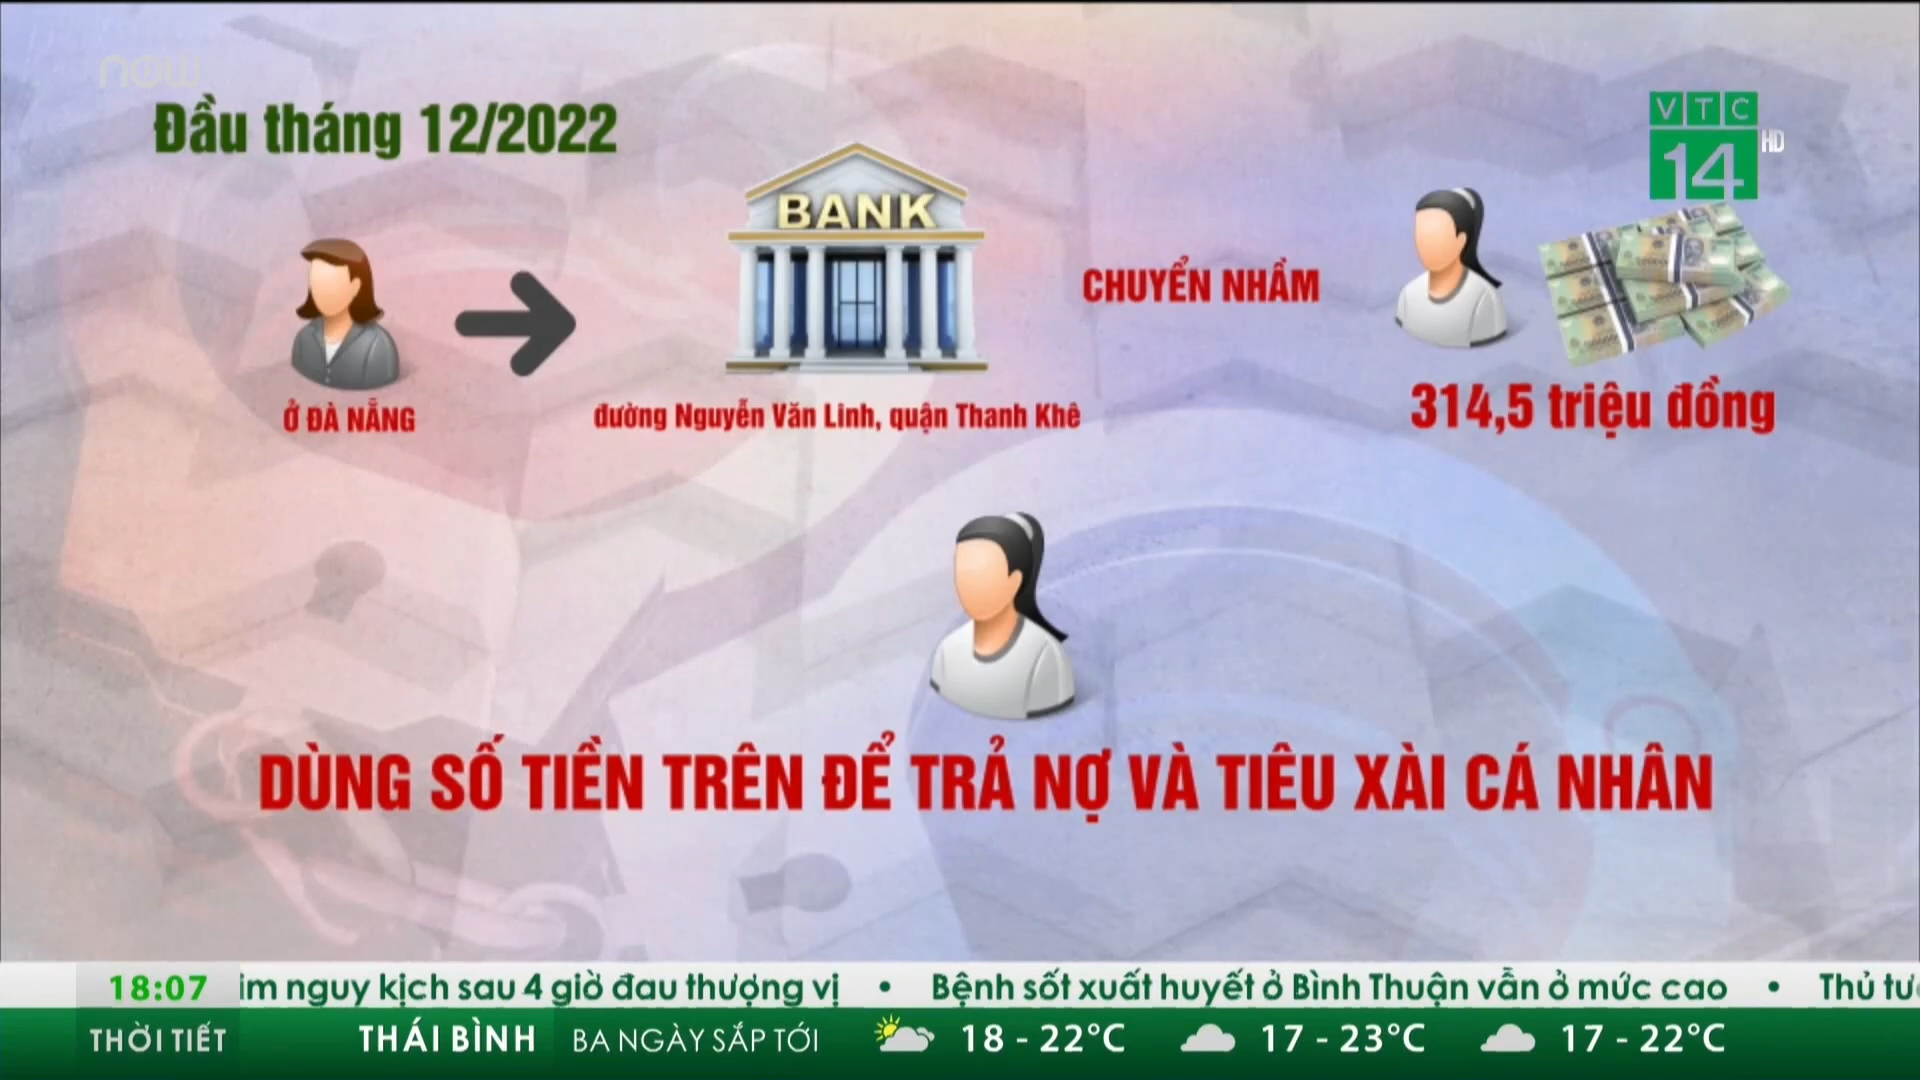 now
Đầu tháng 12/2022
VTC
14
HD
BANK
CHUYỂN NHẦM
Ở ĐÀ NẴNG
đường Nguyễn Văn Linh, quận Thanh Khê
314,5 triệu đồng
DÙNG SỐ TIỀN TRÊN ĐỂ TRẢ NỢ VÀ TIÊU XÀI CÁ NHÂN
18:07 im nguy kịch sau 4 giờ đau thượng vị • Bệnh sốt xuất huyết ở Bình Thuận vẫn ở mức cao • Thủ tư
THỜI TIẾT THÁI BÌNH BA NGÀY SẮP TỚI 18 - 22°C 17 - 23°C 17 - 22°C